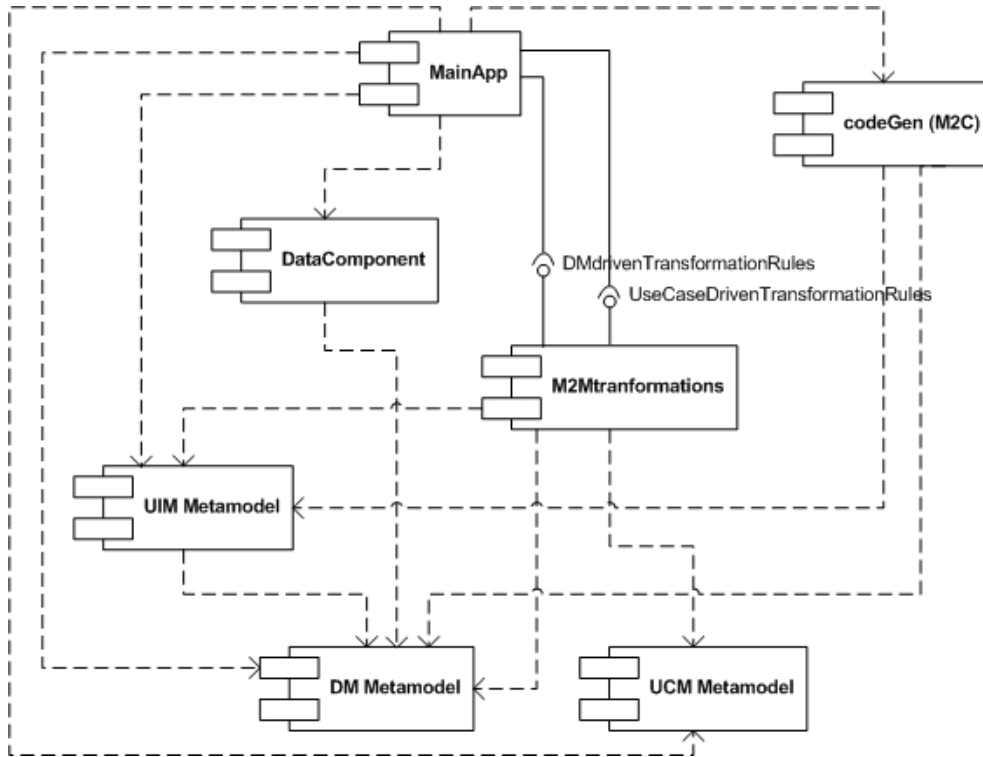 MainApp
codeGen (M2C)
DataComponent
DMdrivenTransformationRules
UseCaseDrivenTransformationRules
M2Mtranformations
UIM Metamodel
DM Metamodel
UCM Metamodel